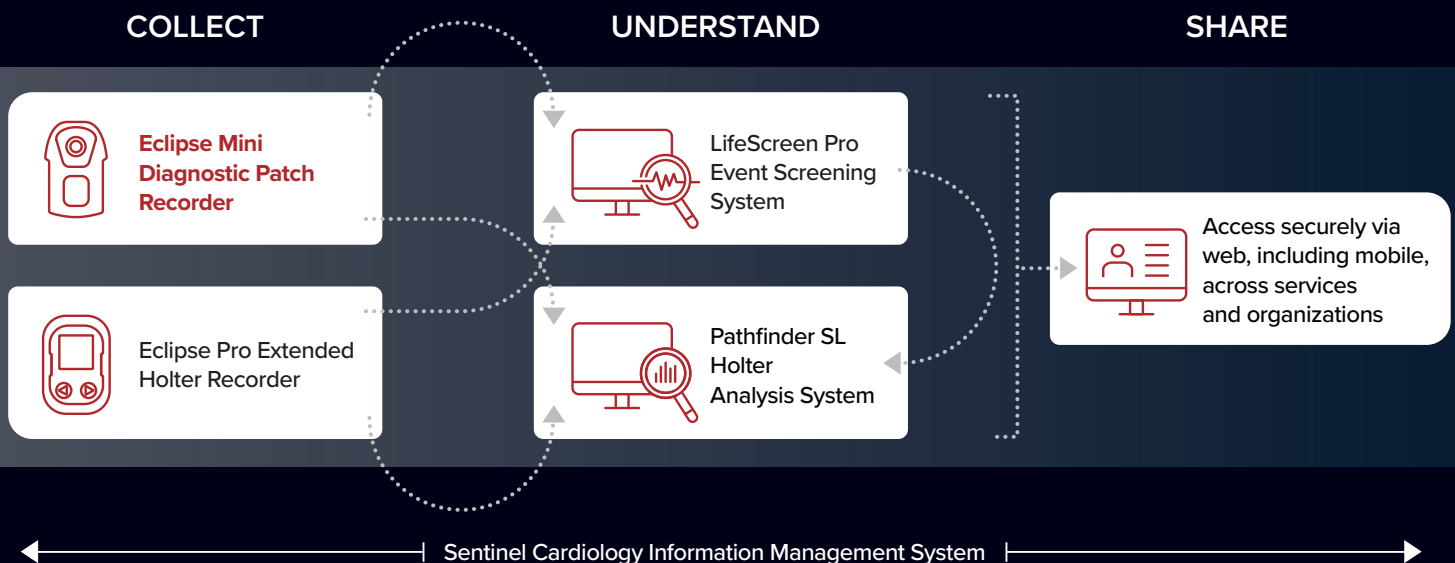 COLLECT
UNDERSTAND
SHARE
Eclipse Mini
Diagnostic Patch
Recorder
Eclipse Pro Extended
Holter Recorder
LifeScreen Pro
Event Screening
System
Pathfinder SL
Holter
Analysis System
Access securely via
web, including mobile,
across services
and organizations
Sentinel Cardiology Information Management System